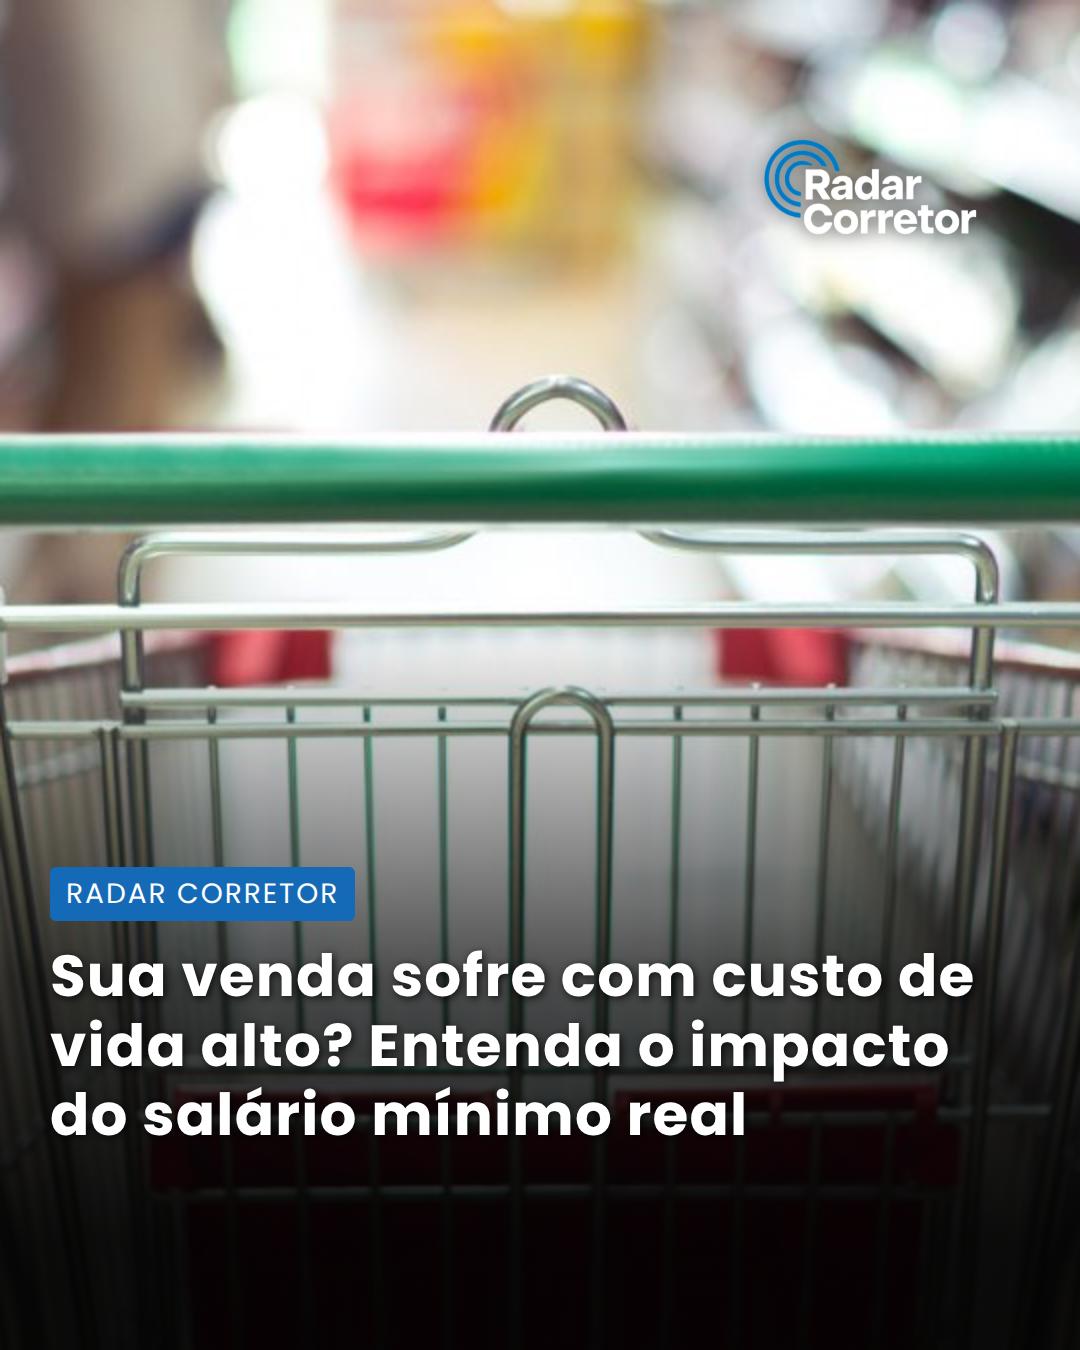 Radar
Corretor
RADAR CORRETOR
Sua venda sofre com custo de
vida alto? Entenda o impacto
do salário mínimo real